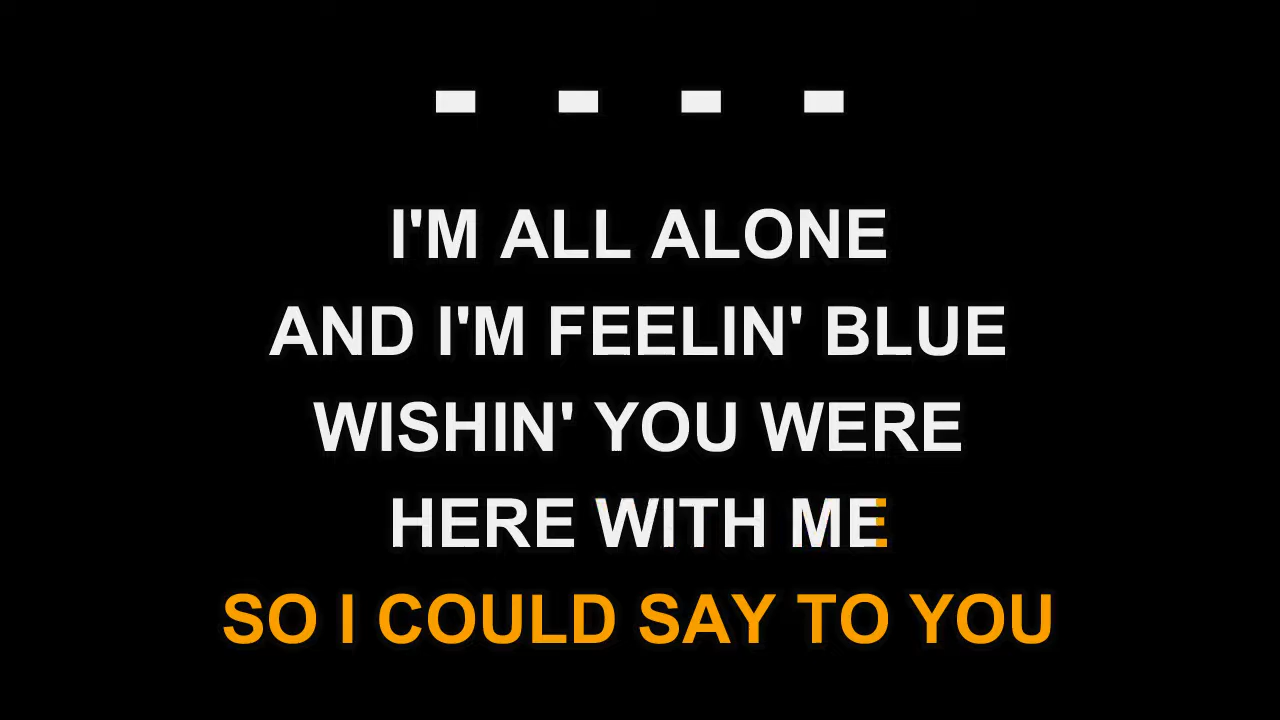 - - - -
I'M ALL ALONE
AND I'M FEELIN' BLUE
WISHIN' YOU WERE
HERE WITH ME
SO I COULD SAY TO YOU